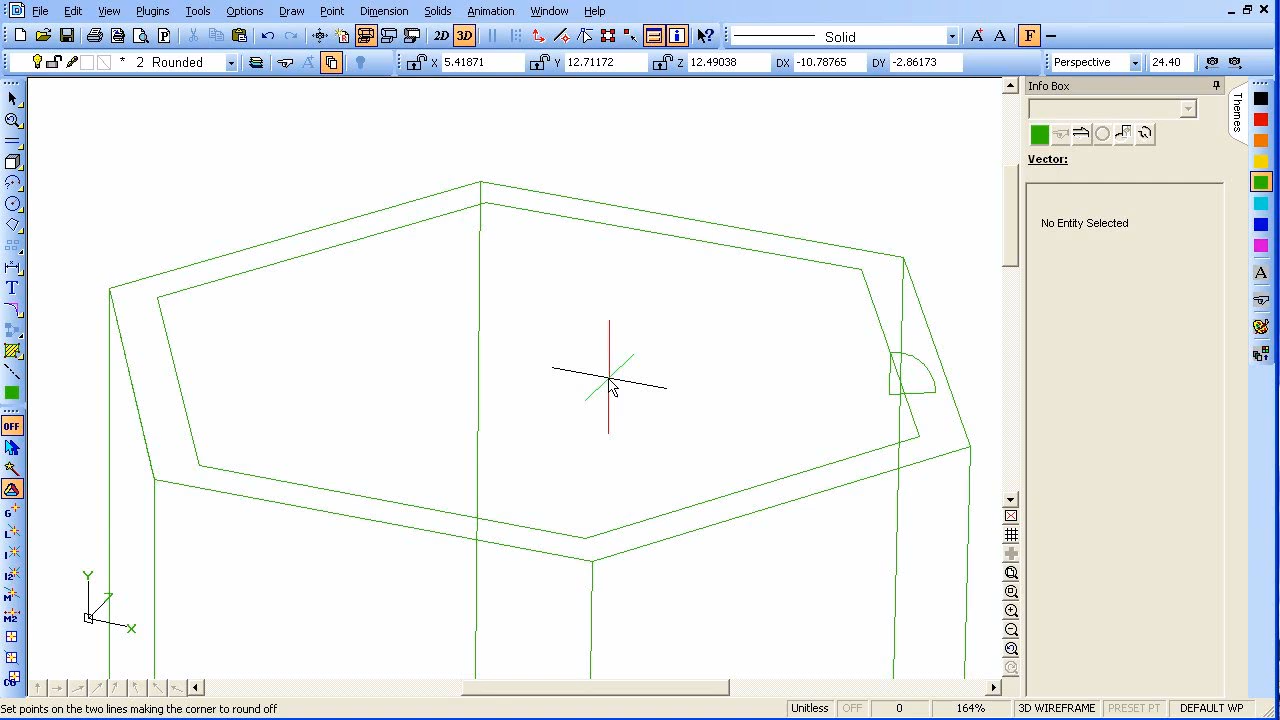 File Edit View Plugins Tools Options Draw Point Dimension Solids Animation Window Help
P 2D 3D Solid A A F
* 2 Rounded X 5.41871 Y 12.71172 Z 12.49038 DX -10.78765 DY -2.86173 Perspective 24.40
Info Box
Themes
Vector:
No Entity Selected
A
T
OFF
G
L
I
I2
M
M2
CG
Y
Z
X
Set points on the two lines making the corner to round off Unitless OFF 0 164% 3D WIREFRAME PRESET PT DEFAULT WP